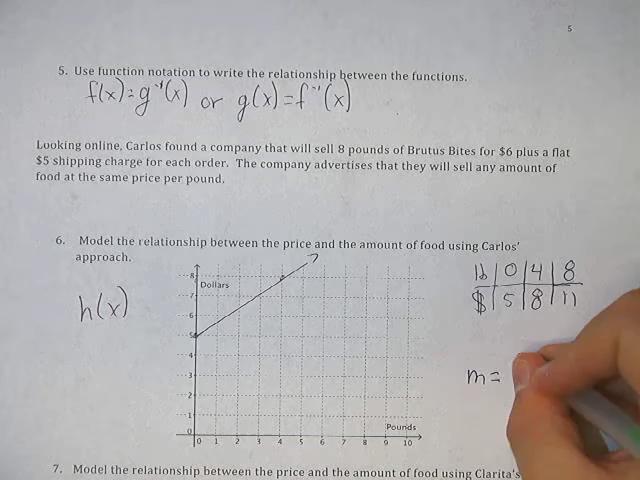 5
5. Use function notation to write the relationship between the functions.
f(x)=g⁻¹(x) or g(x)=f⁻¹(x)
Looking online, Carlos found a company that will sell 8 pounds of Brutus Bites for $6 plus a flat
$5 shipping charge for each order. The company advertises that they will sell any amount of
food at the same price per pound.
6. Model the relationship between the price and the amount of food using Carlos'
approach.
h(x)
Dollars
8
7
6
5
4
3
2
1
0
0 1 2 3 4 5 6 7 8 9 10
Pounds
lb 0 4 8
$ 5 8 11
m =
7. Model the relationship between the price and the amount of food using Clarita's